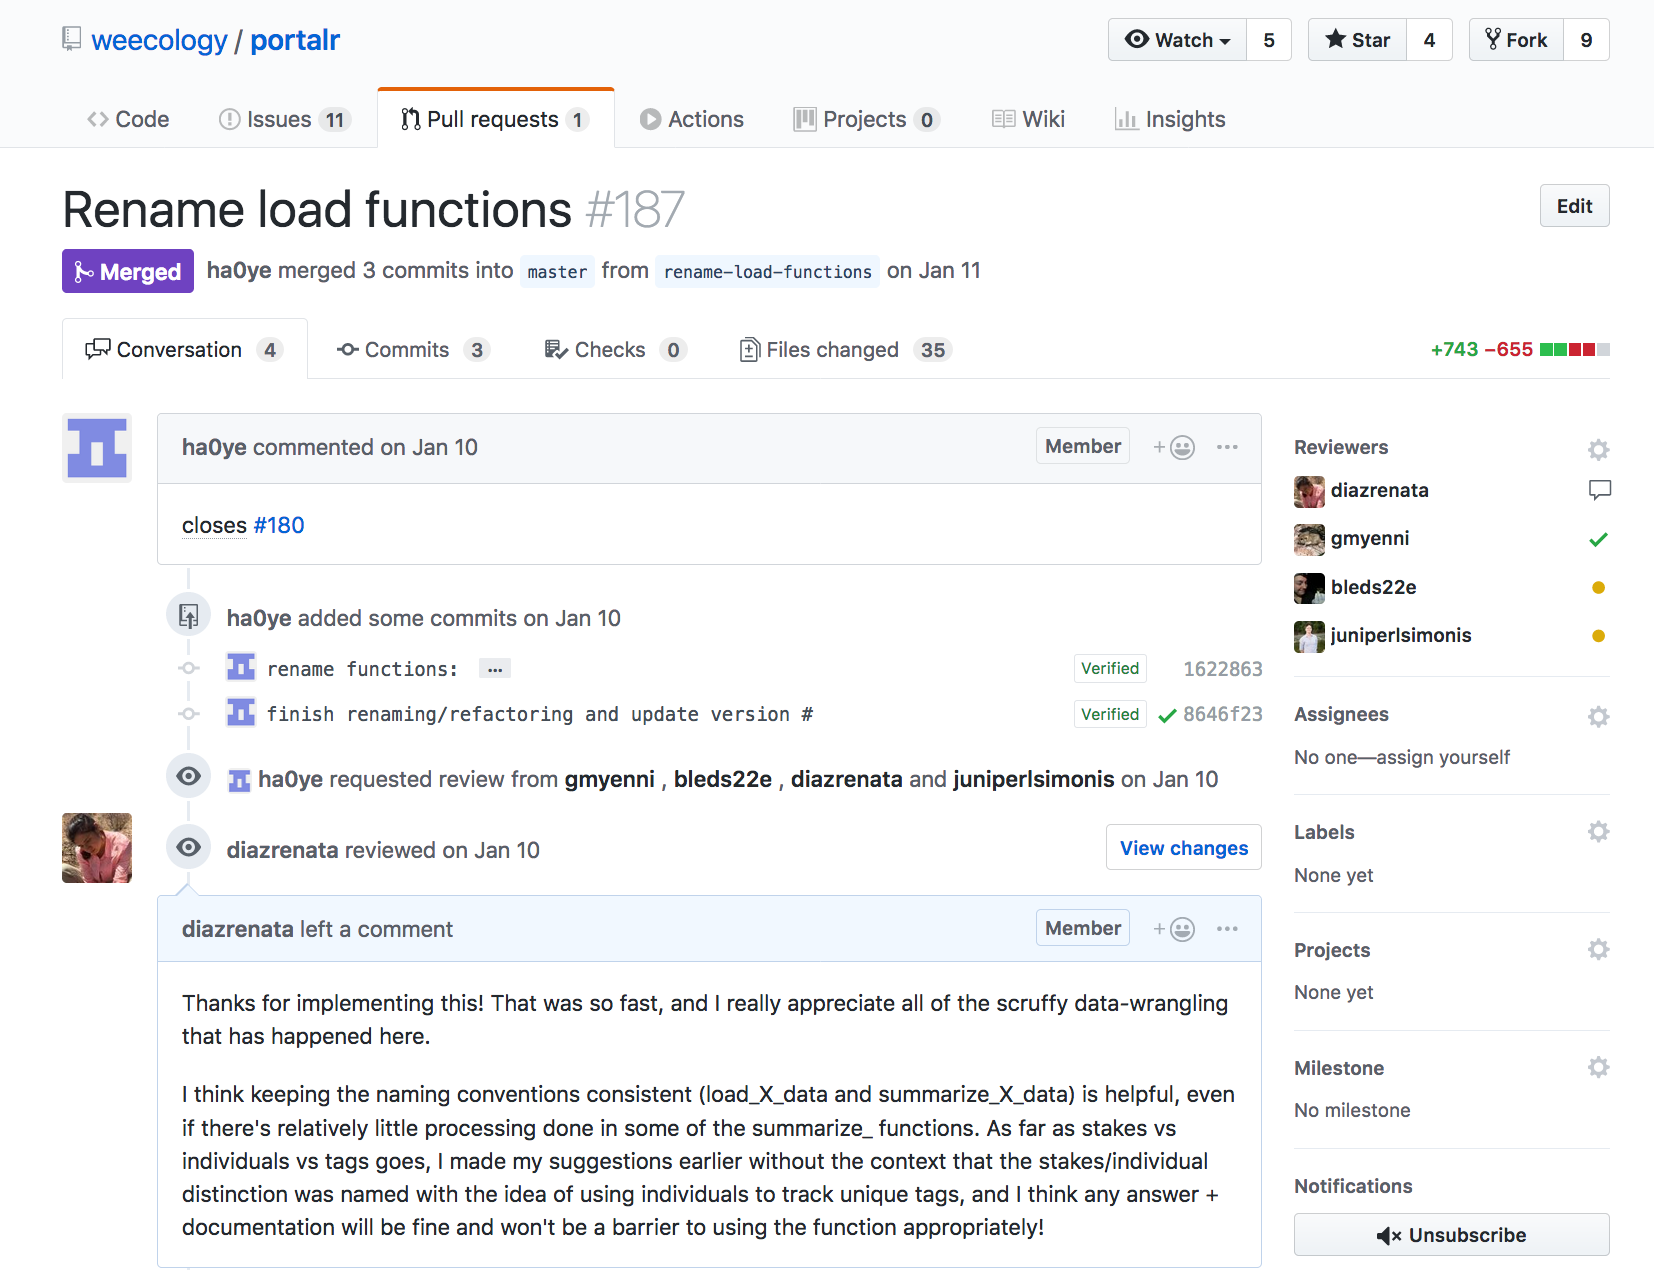 weecology / portalr
Watch 5
Star 4
Fork 9
Code
Issues 11
Pull requests 1
Actions
Projects 0
Wiki
Insights
Rename load functions #187
Edit
Merged
ha0ye merged 3 commits into master from rename-load-functions on Jan 11
Conversation 4
Commits 3
Checks 0
Files changed 35
+743 −655
ha0ye commented on Jan 10
Member
closes #180
ha0ye added some commits on Jan 10
rename functions: …
Verified 1622863
finish renaming/refactoring and update version #
Verified 8646f23
ha0ye requested review from gmyenni , bleds22e , diazrenata and juniperlsimonis on Jan 10
diazrenata reviewed on Jan 10
View changes
diazrenata left a comment
Member
Thanks for implementing this! That was so fast, and I really appreciate all of the scruffy data-wrangling
that has happened here.
I think keeping the naming conventions consistent (load_X_data and summarize_X_data) is helpful, even
if there's relatively little processing done in some of the summarize_ functions. As far as stakes vs
individuals vs tags goes, I made my suggestions earlier without the context that the stakes/individual
distinction was named with the idea of using individuals to track unique tags, and I think any answer +
documentation will be fine and won't be a barrier to using the function appropriately!
Reviewers
diazrenata
gmyenni
bleds22e
juniperlsimonis
Assignees
No one—assign yourself
Labels
None yet
Projects
None yet
Milestone
No milestone
Notifications
Unsubscribe